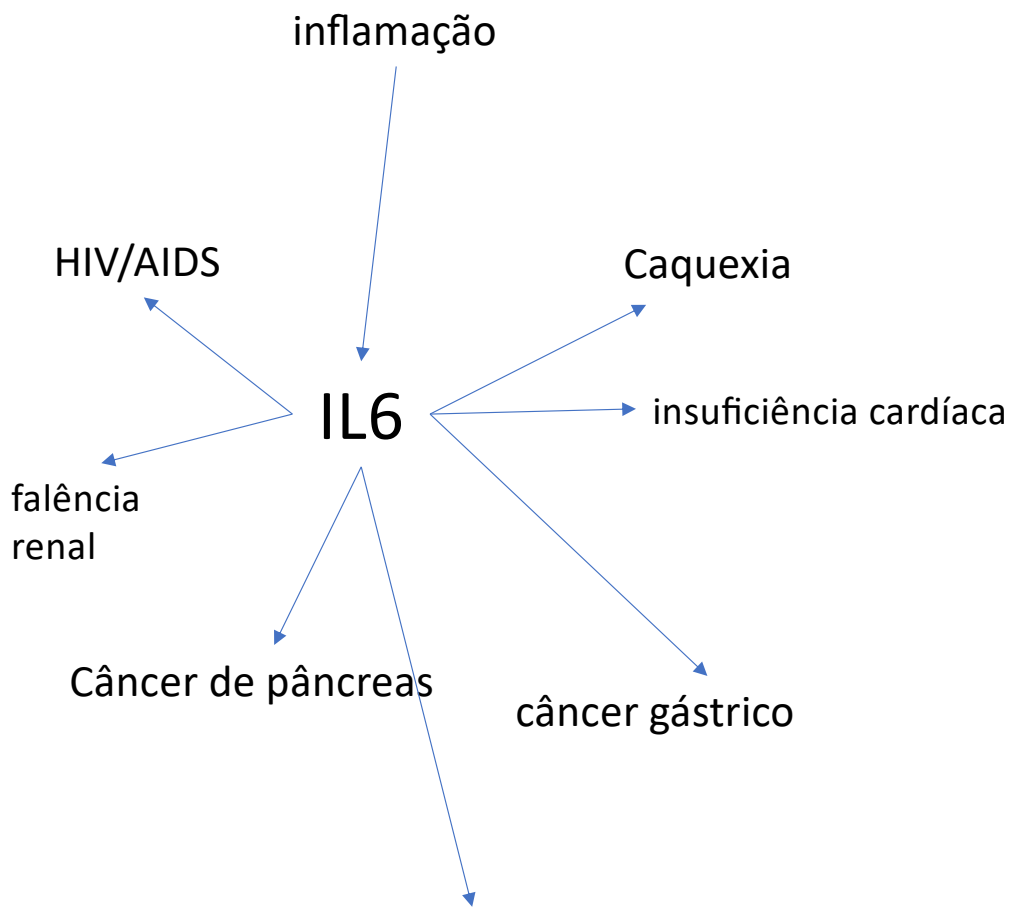 inflamação
HIV/AIDS
Caquexia
IL6
insuficiência cardíaca
falência
renal
Câncer de pâncreas
câncer gástrico